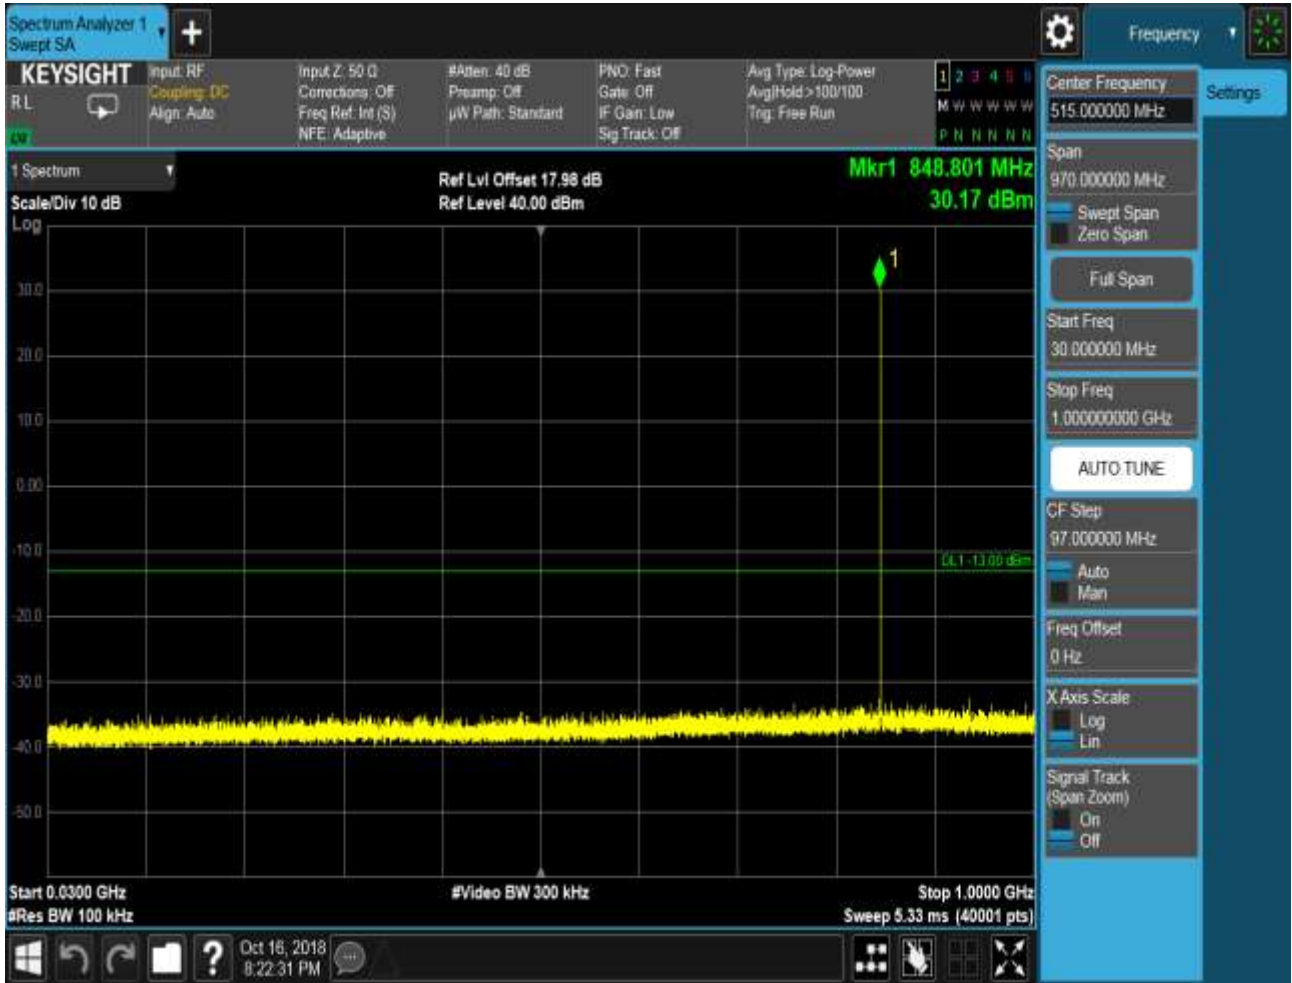 Spectrum Analyzer 1
Swept SA
+
Frequency
KEYSIGHT
R L
Input: RF
Coupling: DC
Align: Auto
Input Z: 50 Ω
Corrections: Off
Freq Ref: Int (S)
NFE: Adaptive
#Atten: 40 dB
Preamp: Off
µW Path: Standard
PNO: Fast
Gate: Off
IF Gain: Low
Sig Track: Off
Avg Type: Log-Power
Avg|Hold:>100/100
Trig: Free Run
1 2 3 4 5 6
M W W W W W
P N N N N N
1 Spectrum
Scale/Div 10 dB
Ref Lvl Offset 17.98 dB
Ref Level 40.00 dBm
Mkr1 848.801 MHz
30.17 dBm
Log
1
30.0
20.0
10.0
0.00
-10.0
DL1 -13.00 dBm
-20.0
-30.0
-40.0
-50.0
Start 0.0300 GHz
#Video BW 300 kHz
Stop 1.0000 GHz
#Res BW 100 kHz
Sweep 5.33 ms (40001 pts)
?
Oct 16, 2018
8:22:31 PM
Center Frequency
515.000000 MHz
Settings
Span
970.000000 MHz
Swept Span
Zero Span
Full Span
Start Freq
30.000000 MHz
Stop Freq
1.000000000 GHz
AUTO TUNE
CF Step
97.000000 MHz
Auto
Man
Freq Offset
0 Hz
X Axis Scale
Log
Lin
Signal Track
(Span Zoom)
On
Off